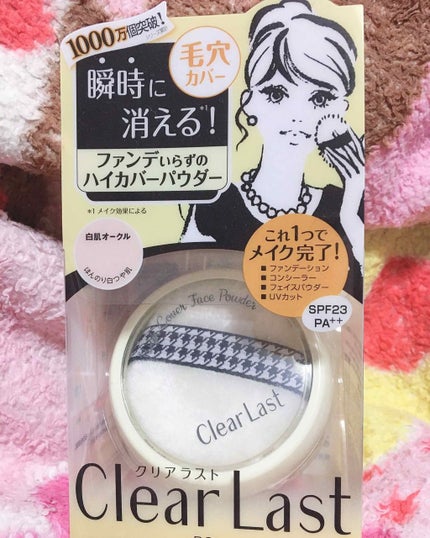 1000万個突破!
毛穴
カバー
瞬時に
消える!*1
ファンデいらずの
ハイカバーパウダー
*1 メイク効果による
白肌オークル
ほんのり白つや肌
これ1つで
メイク完了!
■ ファンデーション
■ コンシーラー
■ フェイスパウダー
■ UVカット
SPF23
PA++
Cover Face Powder
Clear Last
クリアラスト
Clear Last